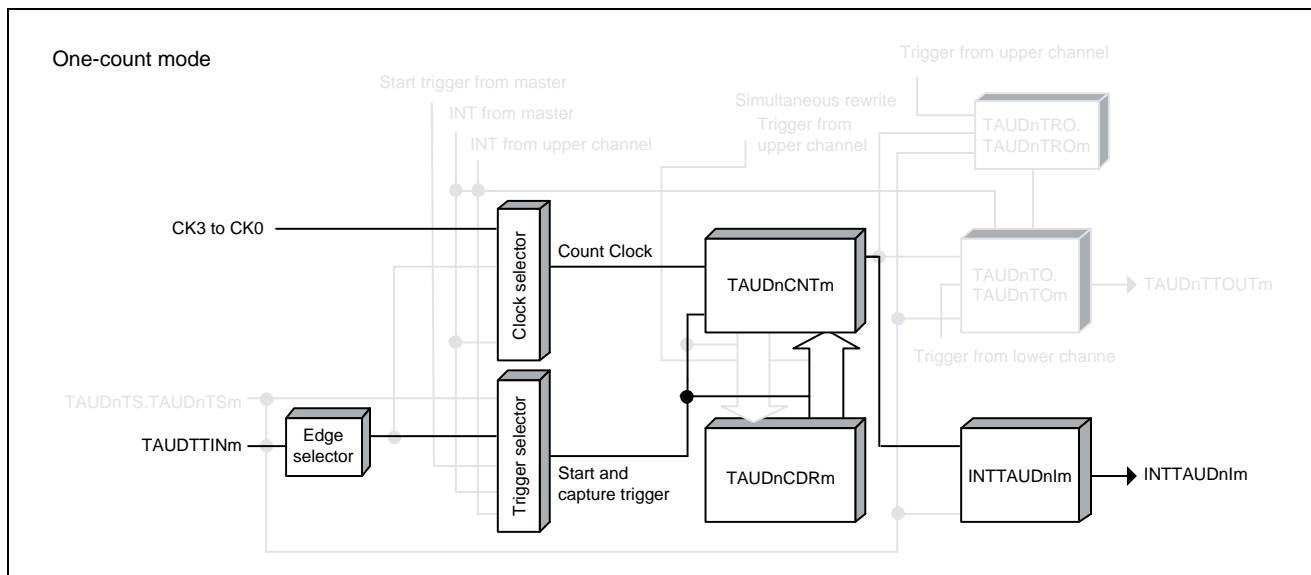 One-count mode
Trigger from upper channel
Start trigger from master
INT from master
INT from upper channel
Simultaneous rewrite
Trigger from
upper channel
TAUDnTRO.
TAUDnTROm
CK3 to CK0
Clock selector
Count Clock
TAUDnCNTm
TAUDnTO.
TAUDnTOm
TAUDnTTOUTm
Trigger from lower channe
TAUDnTS.TAUDnTSm
TAUDTTINm
Edge
selector
Trigger selector
Start and
capture trigger
TAUDnCDRm
INTTAUDnIm
INTTAUDnIm